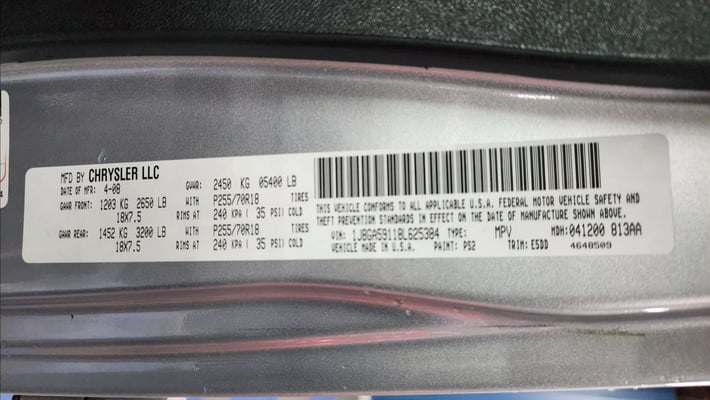 MFD BY CHRYSLER LLC
DATE OF MFR: 4-08 GVWR: 2450 KG 05400 LB
GAWR FRONT: 1203 KG 2650 LB WITH P255/70R18 TIRES
18X7.5 RIMS AT 240 KPA ( 35 PSI) COLD
GAWR REAR: 1452 KG 3200 LB WITH P255/70R18 TIRES
18X7.5 RIMS AT 240 KPA ( 35 PSI) COLD
THIS VEHICLE CONFORMS TO ALL APPLICABLE U.S.A. FEDERAL MOTOR VEHICLE SAFETY AND
THEFT PREVENTION STANDARDS IN EFFECT ON THE DATE OF MANUFACTURE SHOWN ABOVE.
VIN: 1J8GA59118L625384 TYPE: MPV MDH:041200 813AA
VEHICLE MADE IN U.S.A. PAINT: PS2 TRIM: E5DD 4648509